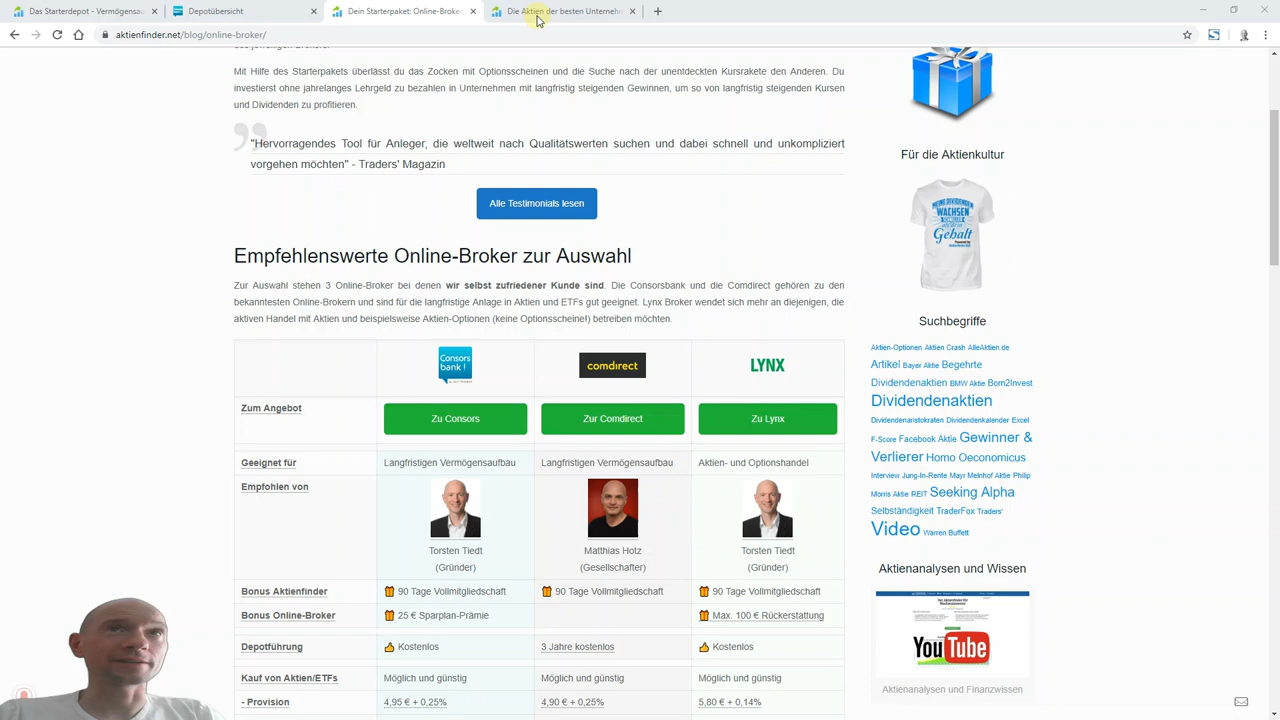 Das Starterdepot - Vermögensau
Depotübersicht
Dein Starterpaket: Online-Broker
Die Aktien der besten Unternehm
aktienfinder.net/blog/online-broker/
Mit Hilfe des Starterpakets überlässt du das Zocken mit Optionscheinen und die Suche nach der unentdeckten Kursrakete den Anderen. Du
investierst ohne jahrelanges Lehrgeld zu bezahlen in Unternehmen mit langfristig steigenden Gewinnen, um so von langfristig steigenden Kursen
und Dividenden zu profitieren.
"Hervorragendes Tool für Anleger, die weltweit nach Qualitätswerten suchen und dabei schnell und unkompliziert
vorgehen möchten" - Traders' Magazin
Alle Testimonials lesen
Empfehlenswerte Online-Broker zur Auswahl
Zur Auswahl stehen 3 Online-Broker bei denen wir selbst zufriedener Kunde sind. Die Consorsbank und die Comdirect gehören zu den
bekanntesten Online-Brokern und sind für die langfristige Anlage in Aktien und ETFs gut geeignet. Lynx Broker wendet sich mehr an diejenigen, die
aktiven Handel mit Aktien und beispielsweise Aktien-Optionen (keine Optionsscheine!) betreiben möchten.
Consors
bank!
comdirect
LYNX
Zum Angebot
Zu Consors
Zur Comdirect
Zu Lynx
Geeignet für
Langfristigen Vermögensaufbau
Langfristigen Vermögensaufbau
Aktien- und Optionshandel
Empfohlen von
Torsten Tiedt
(Gründer)
Matthias Hotz
(Gesellschafter)
Torsten Tiedt
(Gründer)
Bonus Aktienfinder
90 Tage Vollmitgliedschaft
90 Tage Vollmitgliedschaft
90 Tage Vollmitgliedschaft
Bonus Online-Broker
20 € Sparplan-Prämie
Max. 100 € Rückerstattung
Depotführung
Kostenlos
3 Jahre kostenlos
Kostenlos
Kauf von Aktien/ETFs
Möglich und günstig
Möglich und günstig
Möglich und günstig
- Provision
4,95 € + 0,25%
4,90 € + 0,25%
5,80 € + 0,14%
Für die Aktienkultur
MEINE DIVIDENDEN
WACHSEN
SCHNELLER
Gehalt
Suchbegriffe
Aktien-Optionen Aktien Crash AlleAktien.de
Artikel Bayer Aktie Begehrte
Dividendenaktien BMW Aktie Born2Invest
Dividendenaktien
Dividendenaristokraten Dividendenkalender Excel
F-Score Facebook Aktie Gewinner &
Verlierer Homo Oeconomicus
Interview Jung-In-Rente Mayr Melnhof Aktie Philip
Morris Aktie REIT Seeking Alpha
Selbständigkeit TraderFox Traders'
Video Warren Buffett
Aktienanalysen und Wissen
YouTube
Aktienanalysen und Finanzwissen